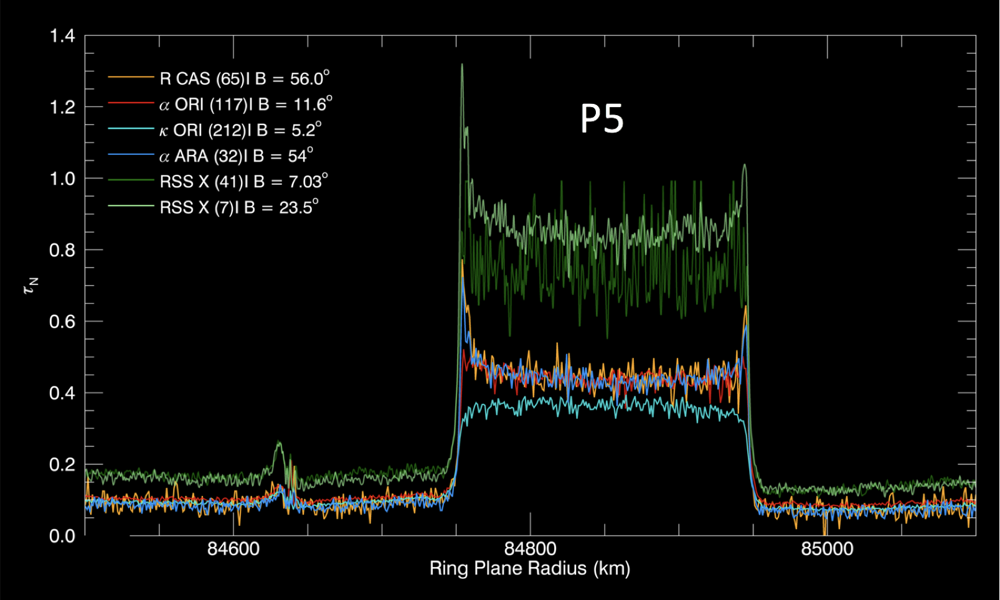 1.4
1.2
1.0
0.8
0.6
0.4
0.2
0.0
τN
R CAS (65)I B = 56.0°
α ORI (117)I B = 11.6°
κ ORI (212)I B = 5.2°
α ARA (32)I B = 54°
RSS X (41)I B = 7.03°
RSS X (7)I B = 23.5°
P5
84600 84800 85000
Ring Plane Radius (km)